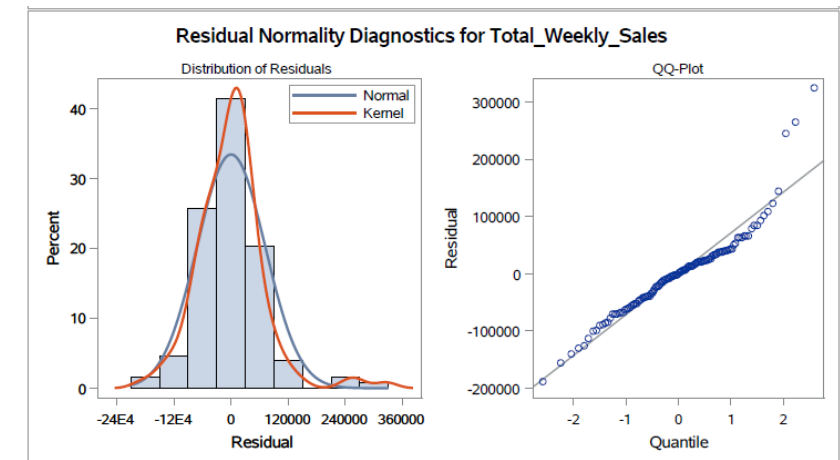 Residual Normality Diagnostics for Total_Weekly_Sales
Distribution of Residuals
Normal
Kernel
Percent
40
30
20
10
0
-24E4 -12E4 0 120000 240000 360000
Residual
QQ-Plot
Residual
300000
200000
100000
0
-100000
-200000
-2 -1 0 1 2
Quantile